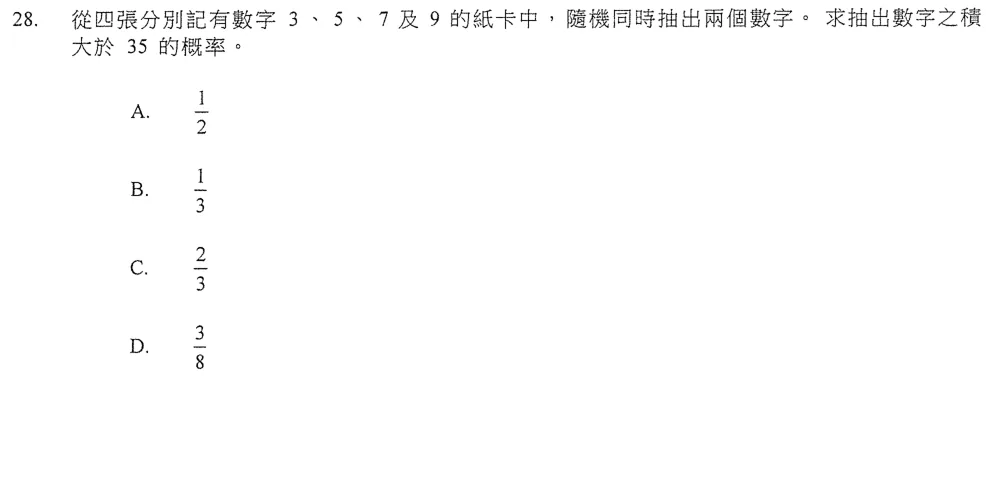 28. 從四張分別記有數字 3、5、7 及 9 的紙卡中，隨機同時抽出兩個數字。 求抽出數字之積
大於 35 的概率。
A. 1/2
B. 1/3
C. 2/3
D. 3/8